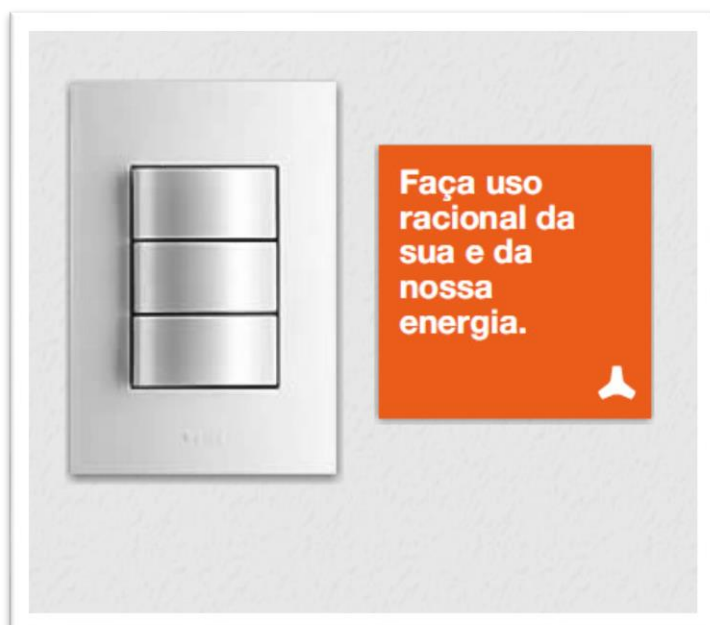 Faça uso
racional da
sua e da
nossa
energia.